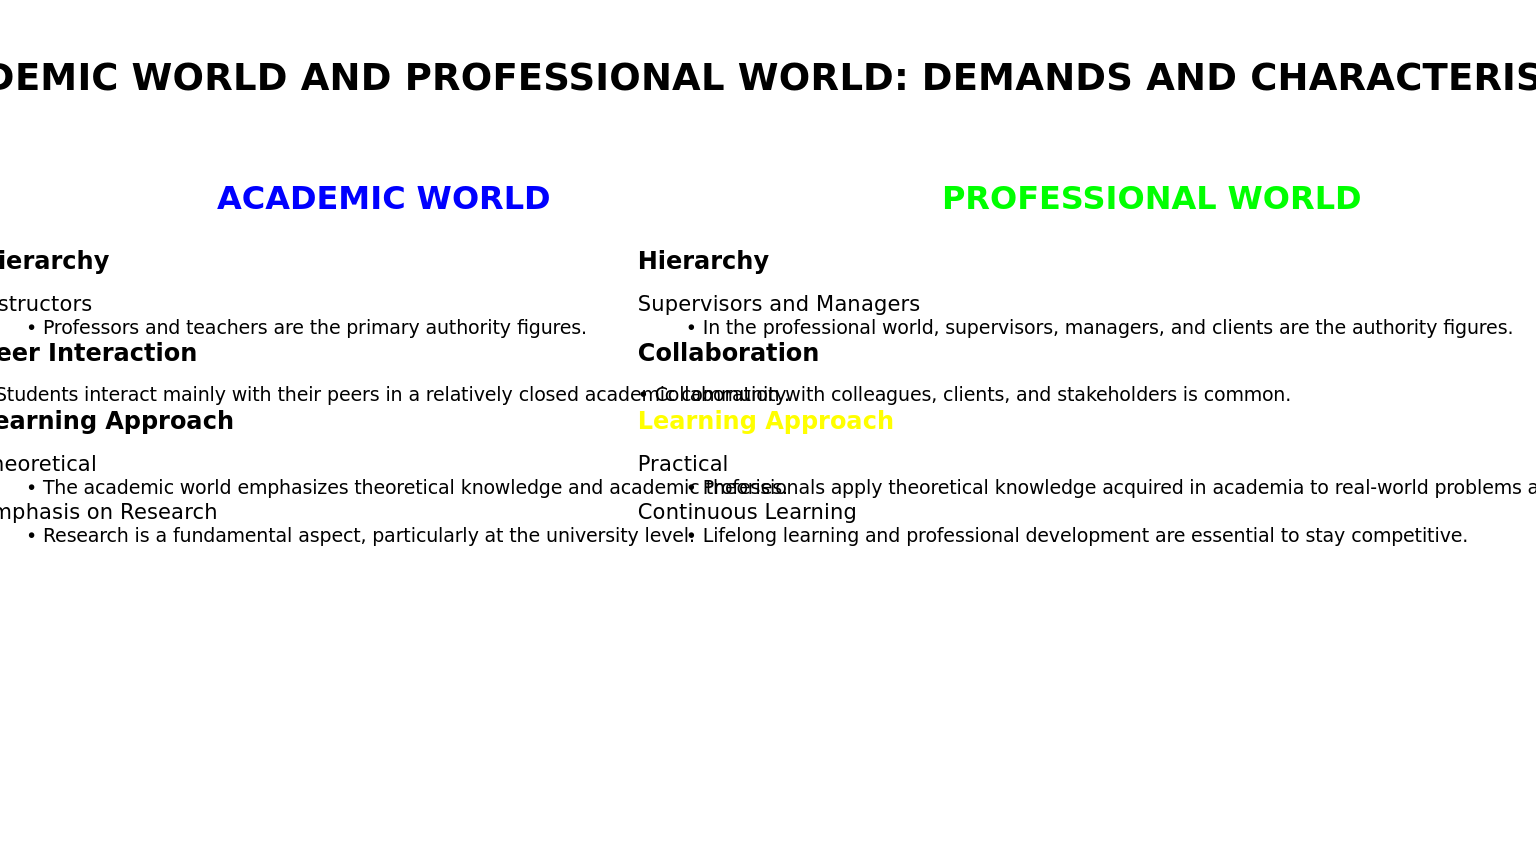 DEMIC WORLD AND PROFESSIONAL WORLD: DEMANDS AND CHARACTERIS
ACADEMIC WORLD
ierarchy
structors
• Professors and teachers are the primary authority figures.
eer Interaction
Students interact mainly with their peers in a relatively closed academic community.
earning Approach
heoretical
• The academic world emphasizes theoretical knowledge and academic theories.
mphasis on Research
• Research is a fundamental aspect, particularly at the university level.
PROFESSIONAL WORLD
Hierarchy
Supervisors and Managers
• In the professional world, supervisors, managers, and clients are the authority figures.
Collaboration
• Collaboration with colleagues, clients, and stakeholders is common.
Learning Approach
Practical
• Professionals apply theoretical knowledge acquired in academia to real-world problems a
Continuous Learning
• Lifelong learning and professional development are essential to stay competitive.